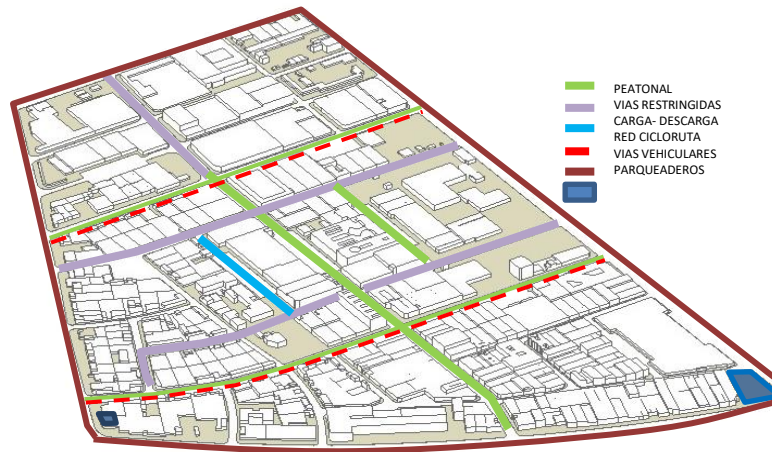 PEATONAL
VIAS RESTRINGIDAS
CARGA- DESCARGA
RED CICLORUTA
VIAS VEHICULARES
PARQUEADEROS